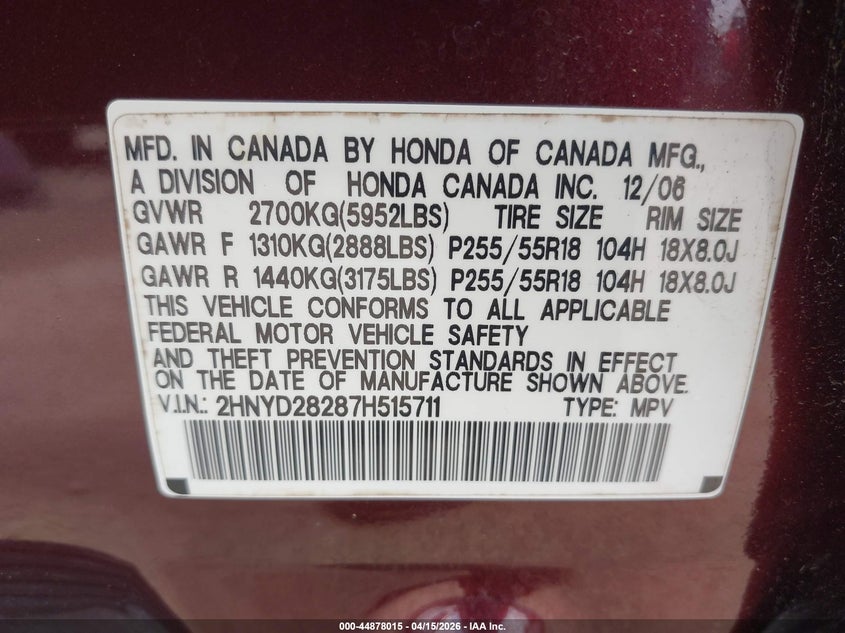 MFD. IN CANADA BY HONDA OF CANADA MFG.,
A DIVISION OF HONDA CANADA INC. 12/06
GVWR 2700KG(5952LBS) TIRE SIZE RIM SIZE
GAWR F 1310KG(2888LBS) P255/55R18 104H 18X8.0J
GAWR R 1440KG(3175LBS) P255/55R18 104H 18X8.0J
THIS VEHICLE CONFORMS TO ALL APPLICABLE
FEDERAL MOTOR VEHICLE SAFETY
AND THEFT PREVENTION STANDARDS IN EFFECT
ON THE DATE OF MANUFACTURE SHOWN ABOVE.
V.I.N.: 2HNYD28287H515711 TYPE: MPV
000-44878015 - 04/15/2026 - IAA Inc.